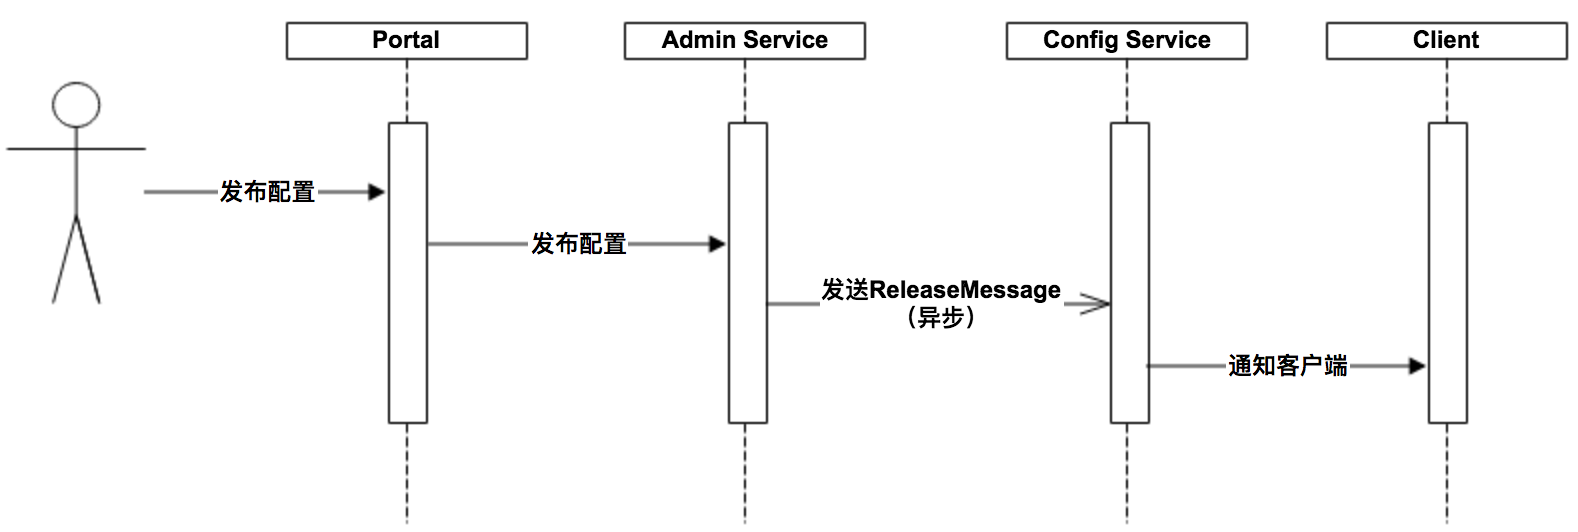 Portal
Admin Service
Config Service
Client
发布配置
发布配置
发送ReleaseMessage
（异步）
通知客户端